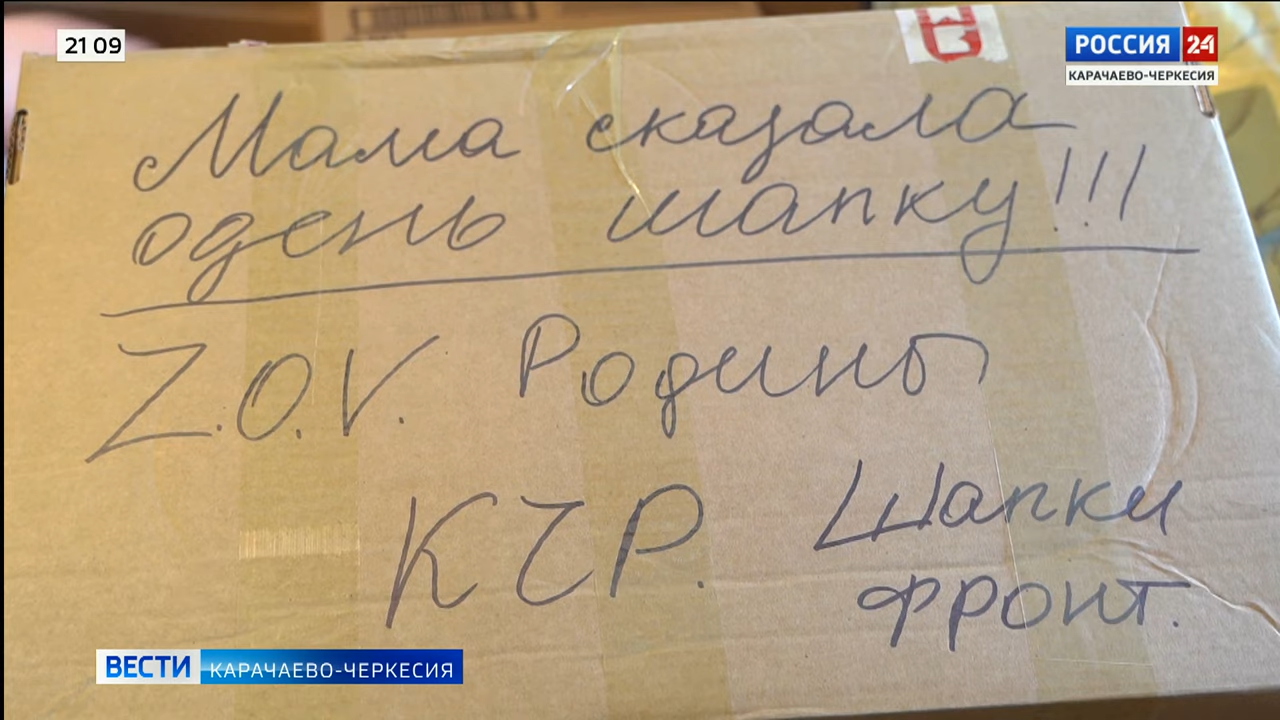 21 09
РОССИЯ 24
КАРАЧАЕВО-ЧЕРКЕСИЯ
Мама сказала
одень шапку!!!
Z.O.V. Родины
КЧР. Шапки
фронт.
ВЕСТИ КАРАЧАЕВО-ЧЕРКЕСИЯ